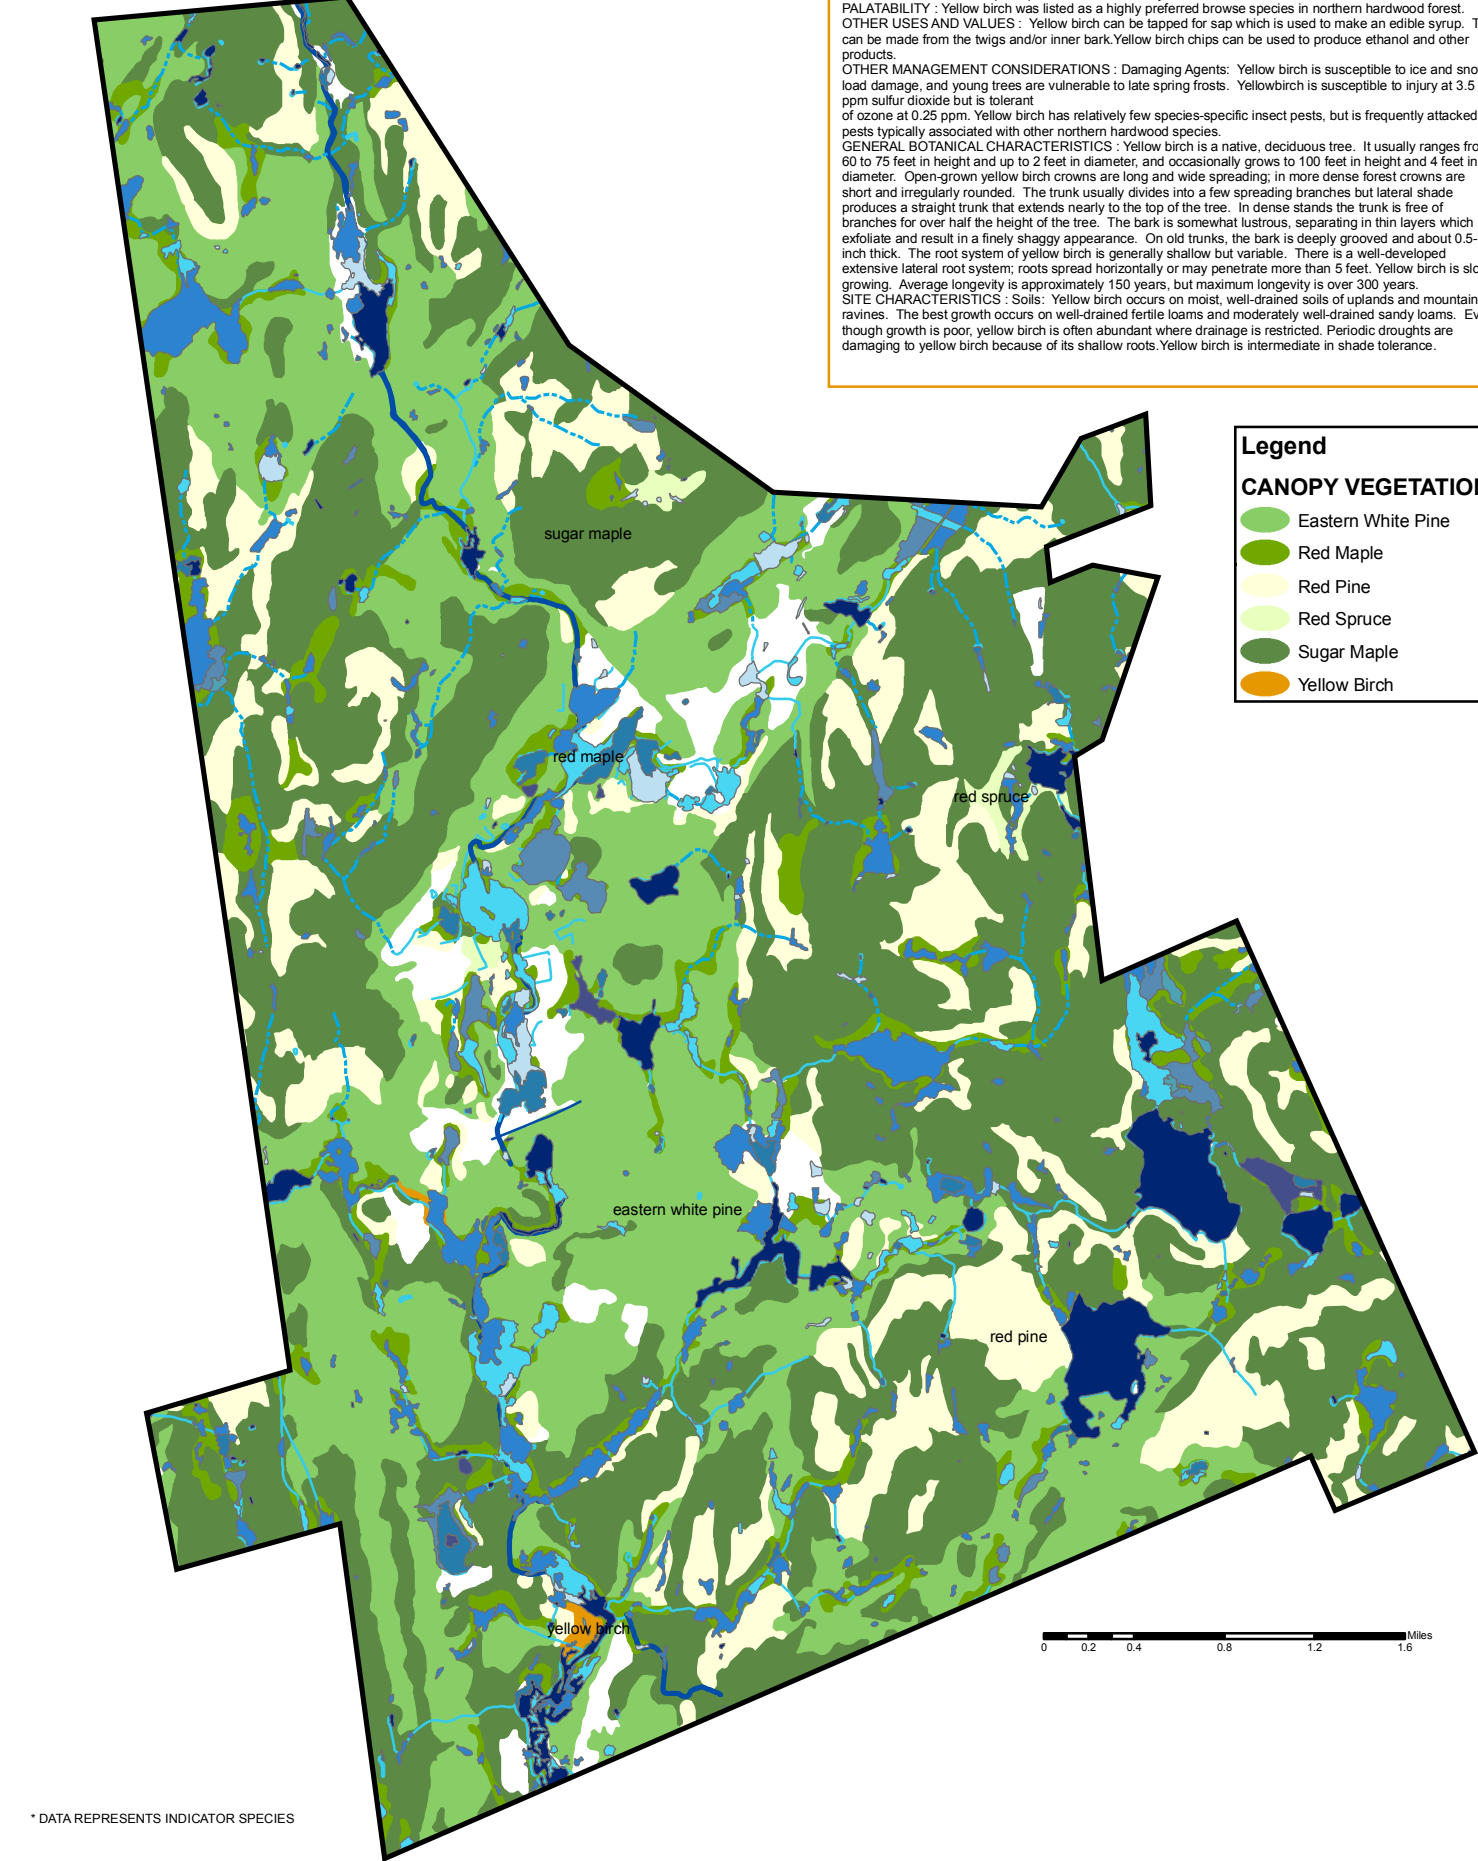 PALATABILITY : Yellow birch was listed as a highly preferred browse species in northern hardwood forest.
OTHER USES AND VALUES : Yellow birch can be tapped for sap which is used to make an edible syrup. T
can be made from the twigs and/or inner bark.Yellow birch chips can be used to produce ethanol and other
products.
OTHER MANAGEMENT CONSIDERATIONS : Damaging Agents: Yellow birch is susceptible to ice and sno
load damage, and young trees are vulnerable to late spring frosts. Yellowbirch is susceptible to injury at 3.5
ppm sulfur dioxide but is tolerant
of ozone at 0.25 ppm. Yellow birch has relatively few species-specific insect pests, but is frequently attacked
pests typically associated with other northern hardwood species.
GENERAL BOTANICAL CHARACTERISTICS : Yellow birch is a native, deciduous tree. It usually ranges fro
60 to 75 feet in height and up to 2 feet in diameter, and occasionally grows to 100 feet in height and 4 feet in
diameter. Open-grown yellow birch crowns are long and wide spreading; in more dense forest crowns are
short and irregularly rounded. The trunk usually divides into a few spreading branches but lateral shade
produces a straight trunk that extends nearly to the top of the tree. In dense stands the trunk is free of
branches for over half the height of the tree. The bark is somewhat lustrous, separating in thin layers which
exfoliate and result in a finely shaggy appearance. On old trunks, the bark is deeply grooved and about 0.5-
inch thick. The root system of yellow birch is generally shallow but variable. There is a well-developed
extensive lateral root system; roots spread horizontally or may penetrate more than 5 feet. Yellow birch is slo
growing. Average longevity is approximately 150 years, but maximum longevity is over 300 years.
SITE CHARACTERISTICS : Soils: Yellow birch occurs on moist, well-drained soils of uplands and mountain
ravines. The best growth occurs on well-drained fertile loams and moderately well-drained sandy loams. Ev
though growth is poor, yellow birch is often abundant where drainage is restricted. Periodic droughts are
damaging to yellow birch because of its shallow roots.Yellow birch is intermediate in shade tolerance.
Legend
CANOPY VEGETATION
Eastern White Pine
Red Maple
Red Pine
Red Spruce
Sugar Maple
Yellow Birch
sugar maple
red maple
red spruce
eastern white pine
red pine
yellow birch
Miles
0 0.2 0.4 0.8 1.2 1.6
* DATA REPRESENTS INDICATOR SPECIES